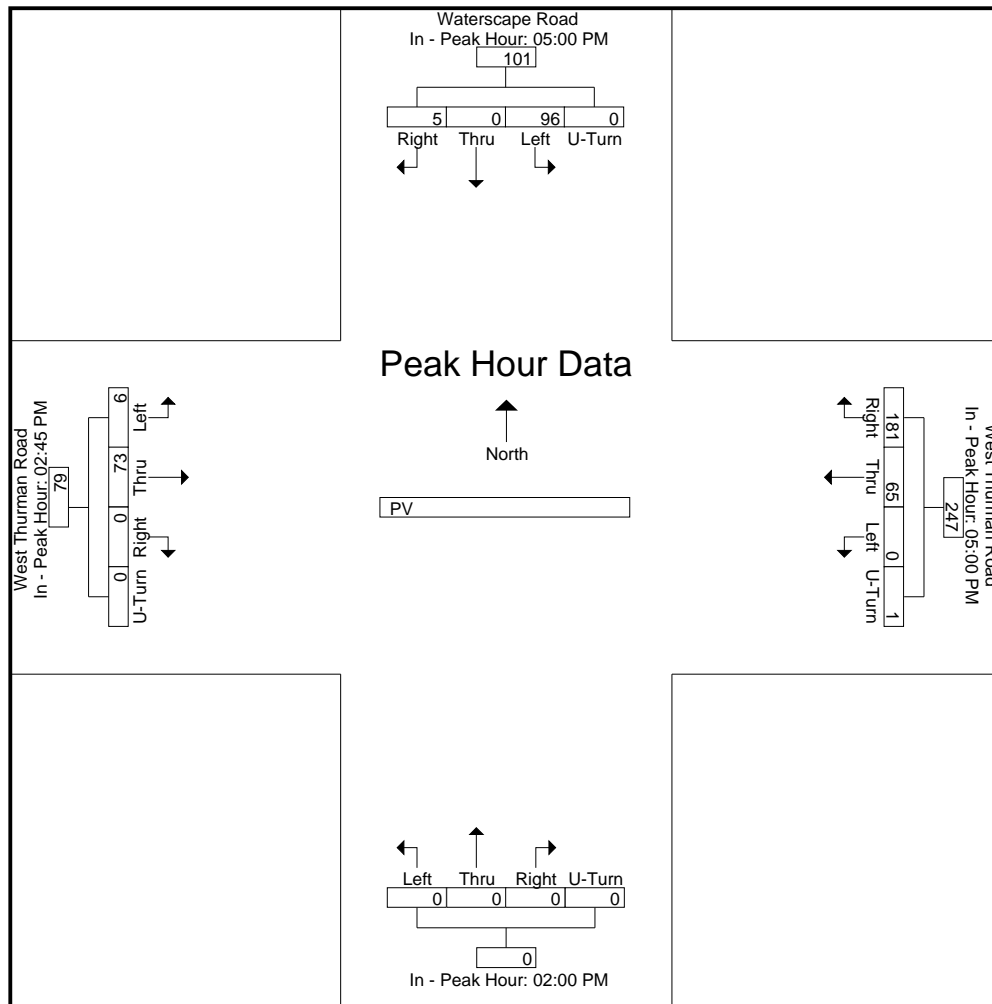 Waterscape Road
In - Peak Hour: 05:00 PM
101
5 0 96 0
Right Thru Left U-Turn
Peak Hour Data
North
PV
West Thurman Road
In - Peak Hour: 02:45 PM
79
6 73 0 0
Left Thru Right U-Turn
Right Thru Left U-Turn
181 65 0 1
247
West Thurman Road
In - Peak Hour: 05:00 PM
Left Thru Right U-Turn
0 0 0 0
0
In - Peak Hour: 02:00 PM